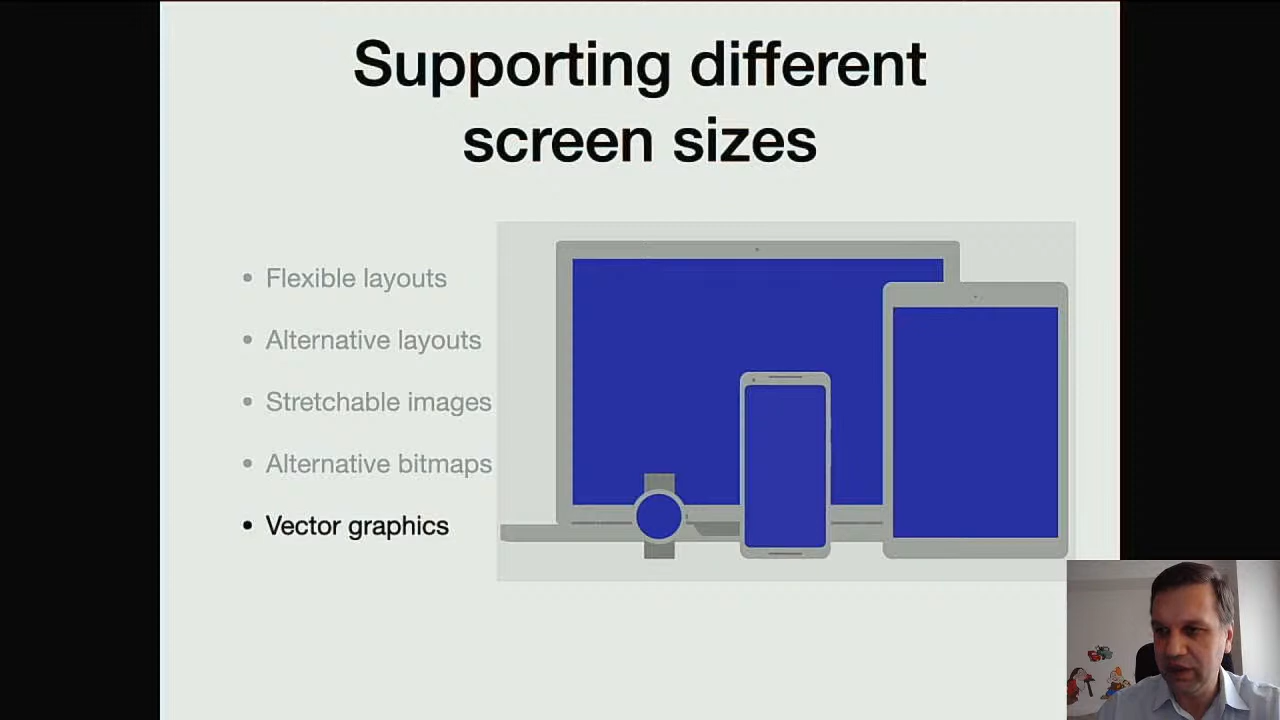 Supporting different
screen sizes
• Flexible layouts
• Alternative layouts
• Stretchable images
• Alternative bitmaps
• Vector graphics